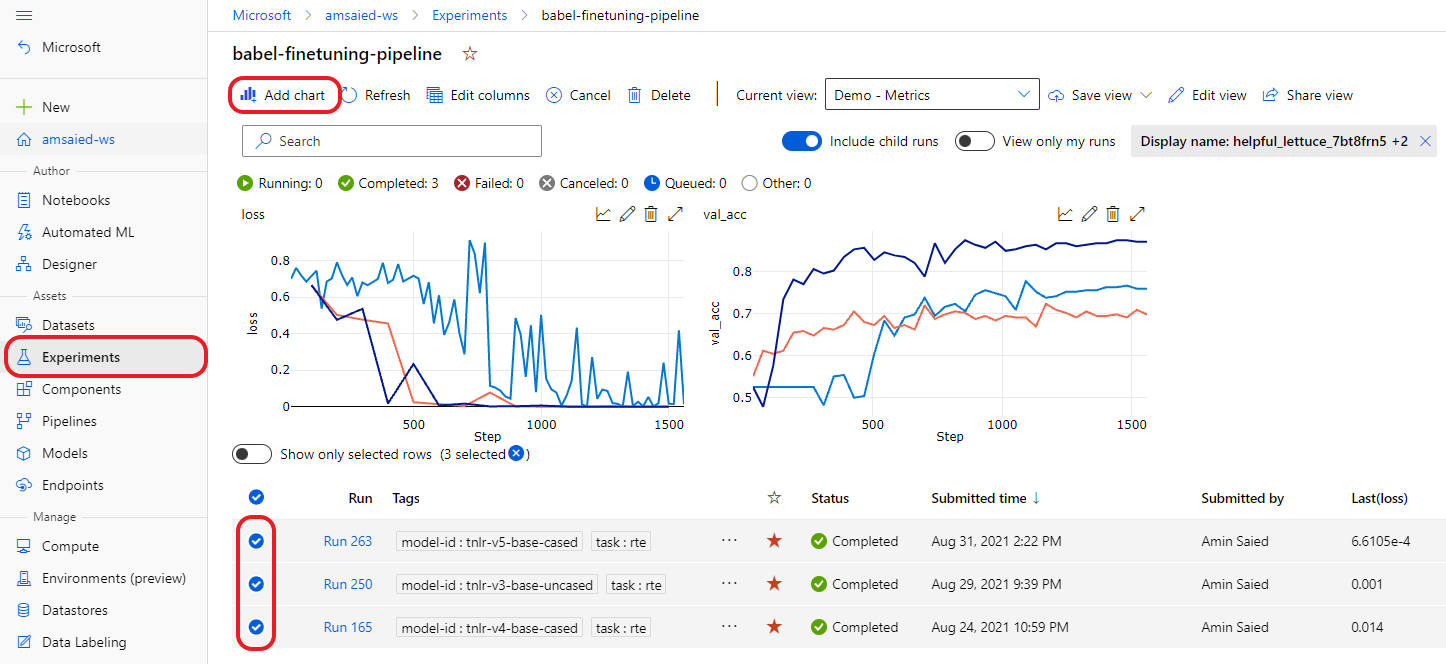 Microsoft > amsaied-ws > Experiments > babel-finetuning-pipeline
Microsoft
New
amsaied-ws
Author
Notebooks
Automated ML
Designer
Assets
Datasets
Experiments
Components
Pipelines
Models
Endpoints
Manage
Compute
Environments (preview)
Datastores
Data Labeling
babel-finetuning-pipeline
Add chart Refresh Edit columns Cancel Delete Current view: Demo - Metrics Save view Edit view Share view
Search Include child runs View only my runs Display name: helpful_lettuce_7bt8frn5 +2
Running: 0 Completed: 3 Failed: 0 Canceled: 0 Queued: 0 Other: 0
loss
0.8
0.6
0.4
0.2
0
loss
500 1000 1500
Step
val_acc
0.8
0.7
0.6
0.5
val_acc
500 1000 1500
Step
Show only selected rows (3 selected )
Run Tags Status Submitted time ↓ Submitted by Last(loss)
Run 263 model-id : tnlr-v5-base-cased task : rte ... Completed Aug 31, 2021 2:22 PM Amin Saied 6.6105e-4
Run 250 model-id : tnlr-v3-base-uncased task : rte ... Completed Aug 29, 2021 9:39 PM Amin Saied 0.001
Run 165 model-id : tnlr-v4-base-cased task : rte ... Completed Aug 24, 2021 10:59 PM Amin Saied 0.014